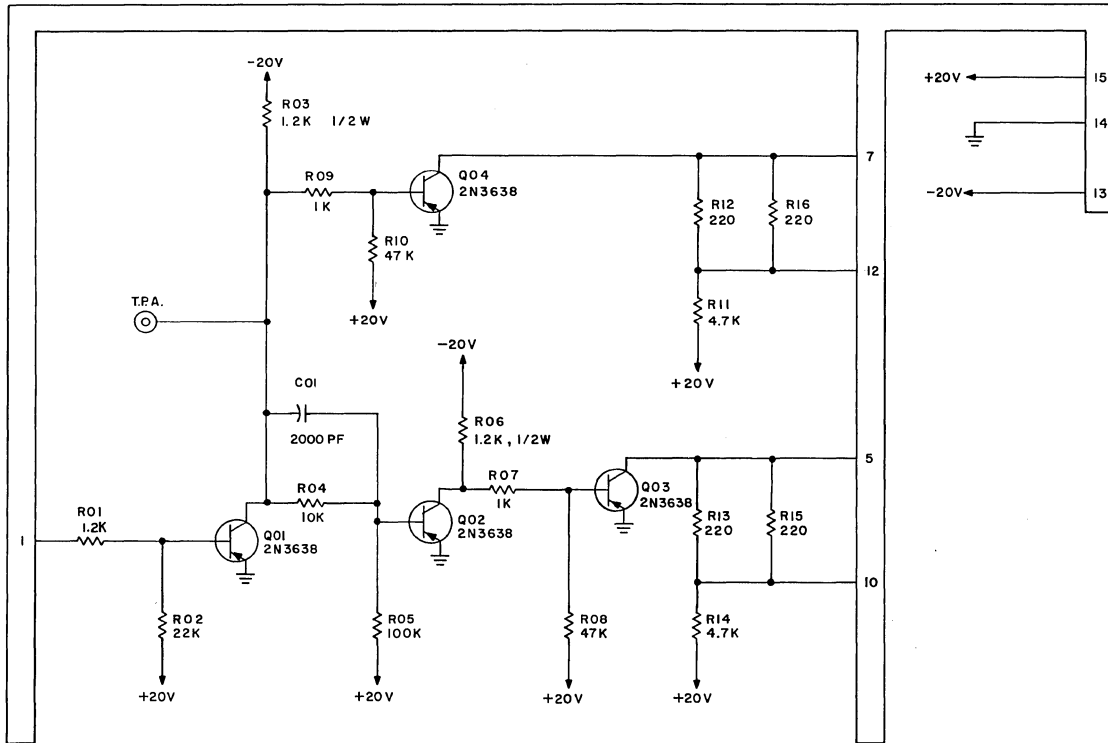 -20V
R03
1.2K 1/2W
R09
1K
Q04
2N3638
R10
47K
+20V
R12
220
R16
220
R11
4.7K
+20V
7
12
+20V
15
14
-20V
13
T.P.A.
C01
2000 PF
-20V
R06
1.2K, 1/2W
R07
1K
Q03
2N3638
R04
10K
Q02
2N3638
R01
1.2K
Q01
2N3638
1
R02
22K
+20V
R05
100K
+20V
R08
47K
+20V
R13
220
R15
220
R14
4.7K
+20V
5
10